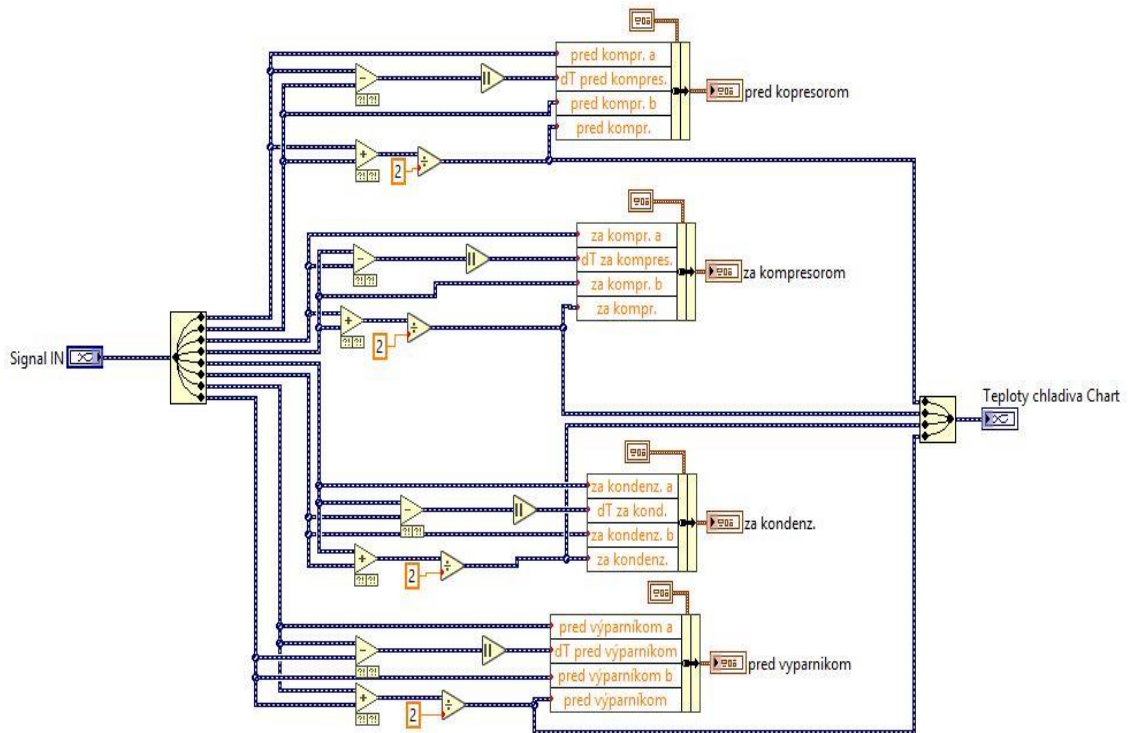 pred kompr. a
dT pred kompres.
pred kompr. b
pred kompr.
pred kopresorom
2
za kompr. a
dT za kompres.
za kompr. b
za kompr.
za kompresorom
2
Signal IN
Teploty chladiva Chart
za kondenz. a
dT za kond.
za kondenz. b
za kondenz.
za kondenz.
2
pred výparníkom a
dT pred výparníkom
pred výparníkom b
pred výparníkom
pred vyparnikom
2